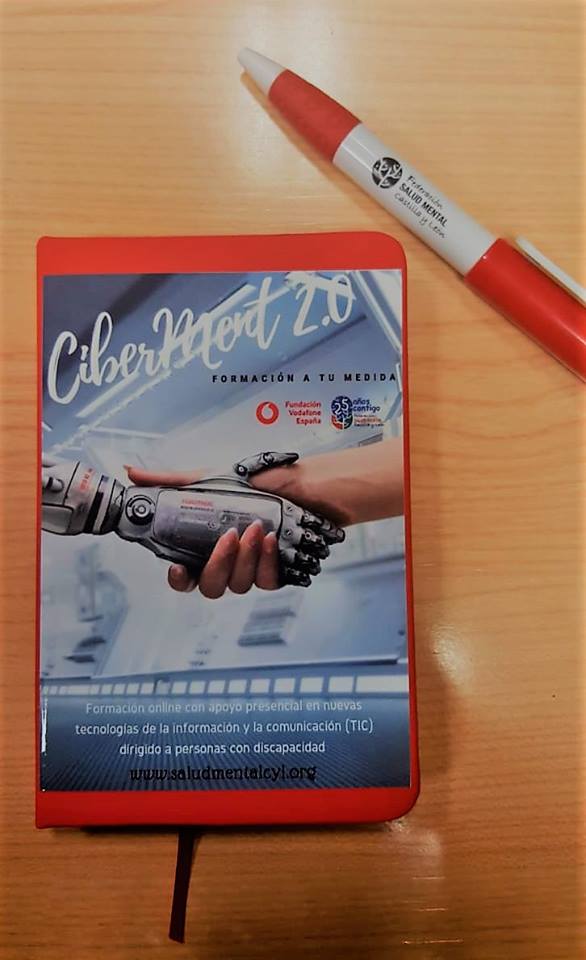 Federación
SALUD MENTAL
Castilla y León
CiberMent 2.0
FORMACIÓN A TU MEDIDA
Fundación
Vodafone
España
25 años
contigo
Formación online con apoyo presencial en nuevas
tecnologías de la información y la comunicación (TIC)
dirigido a personas con discapacidad
www.saludmentalcyl.org